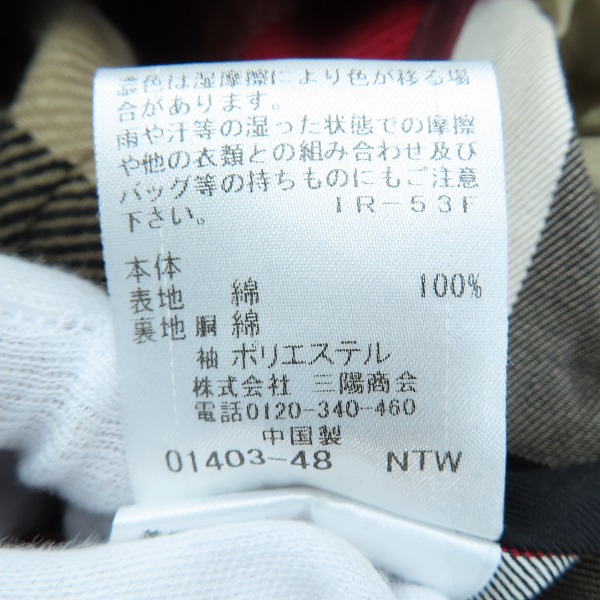 濃色は湿摩擦により色が移る場
合があります。
雨や汗等の湿った状態での摩擦
や他の衣類との組み合わせ及び
バッグ等の持ちものにもご注意
下さい。 IR-53F
本体
表地 綿 100%
裏地 胴 綿
袖 ポリエステル
株式会社 三陽商会
電話0120-340-460
中国製
01403-48 NTW